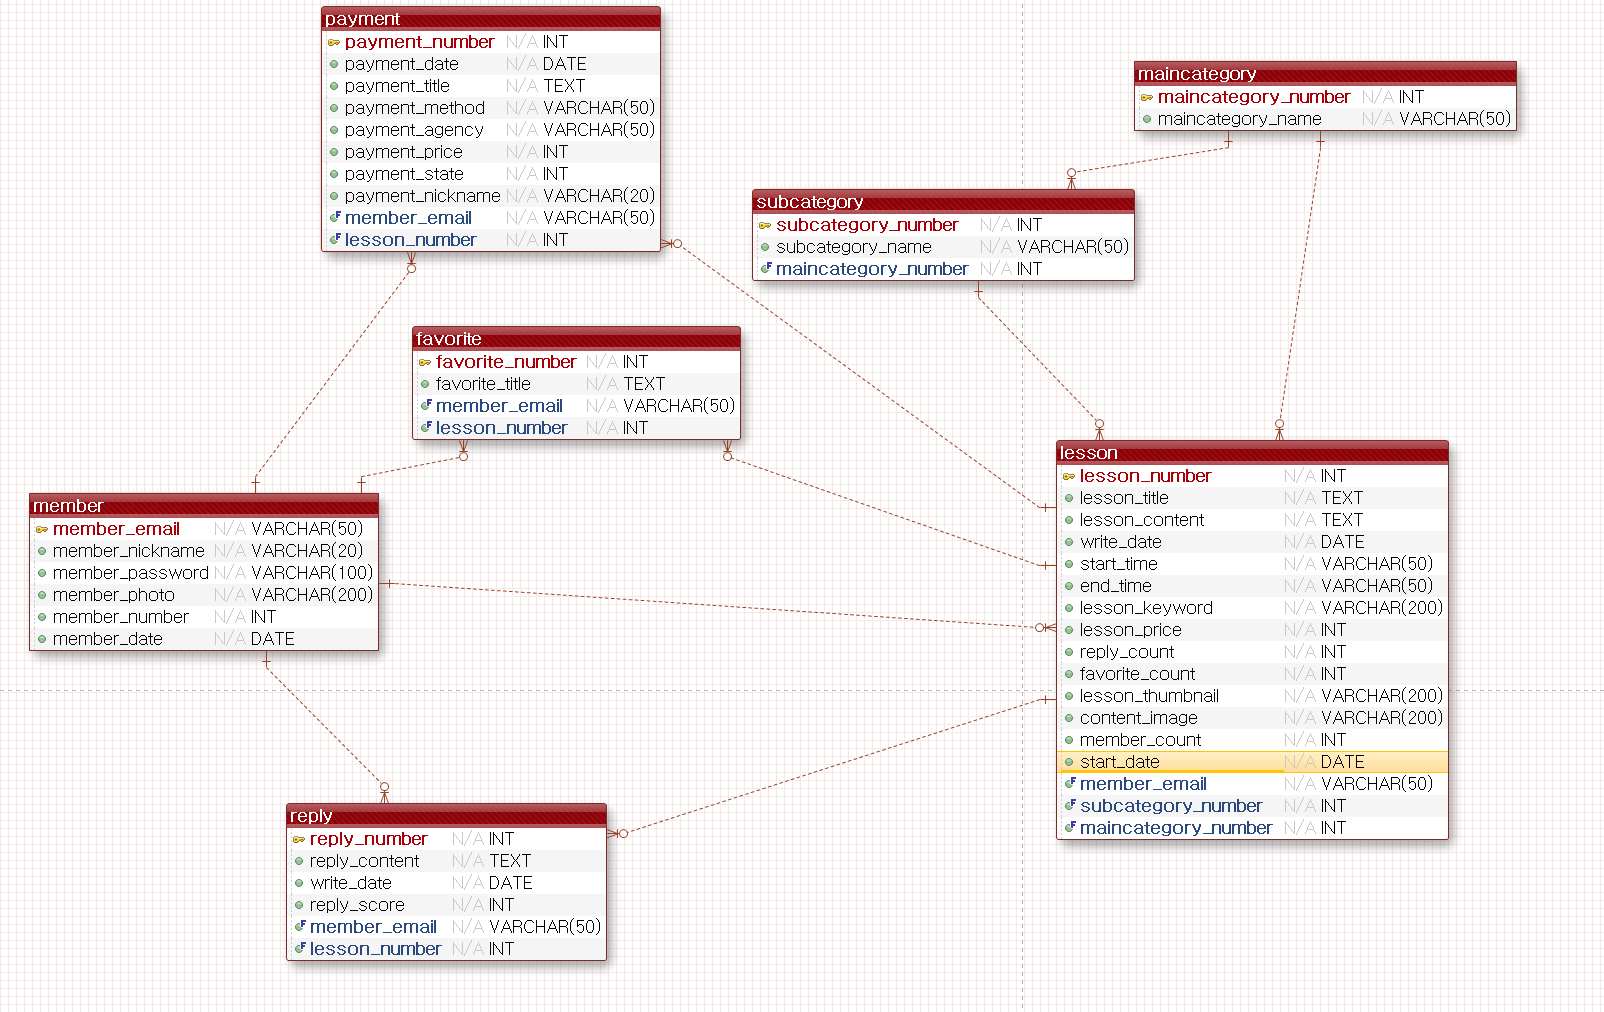 payment
payment_number N/A INT
payment_date N/A DATE
payment_title N/A TEXT
payment_method N/A VARCHAR(50)
payment_agency N/A VARCHAR(50)
payment_price N/A INT
payment_state N/A INT
payment_nickname N/A VARCHAR(20)
member_email N/A VARCHAR(50)
lesson_number N/A INT
maincategory
maincategory_number N/A INT
maincategory_name N/A VARCHAR(50)
subcategory
subcategory_number N/A INT
subcategory_name N/A VARCHAR(50)
maincategory_number N/A INT
favorite
favorite_number N/A INT
favorite_title N/A TEXT
member_email N/A VARCHAR(50)
lesson_number N/A INT
member
member_email N/A VARCHAR(50)
member_nickname N/A VARCHAR(20)
member_password N/A VARCHAR(100)
member_photo N/A VARCHAR(200)
member_number N/A INT
member_date N/A DATE
lesson
lesson_number N/A INT
lesson_title N/A TEXT
lesson_content N/A TEXT
write_date N/A DATE
start_time N/A VARCHAR(50)
end_time N/A VARCHAR(50)
lesson_keyword N/A VARCHAR(200)
lesson_price N/A INT
reply_count N/A INT
favorite_count N/A INT
lesson_thumbnail N/A VARCHAR(200)
content_image N/A VARCHAR(200)
member_count N/A INT
start_date N/A DATE
member_email N/A VARCHAR(50)
subcategory_number N/A INT
maincategory_number N/A INT
reply
reply_number N/A INT
reply_content N/A TEXT
write_date N/A DATE
reply_score N/A INT
member_email N/A VARCHAR(50)
lesson_number N/A INT